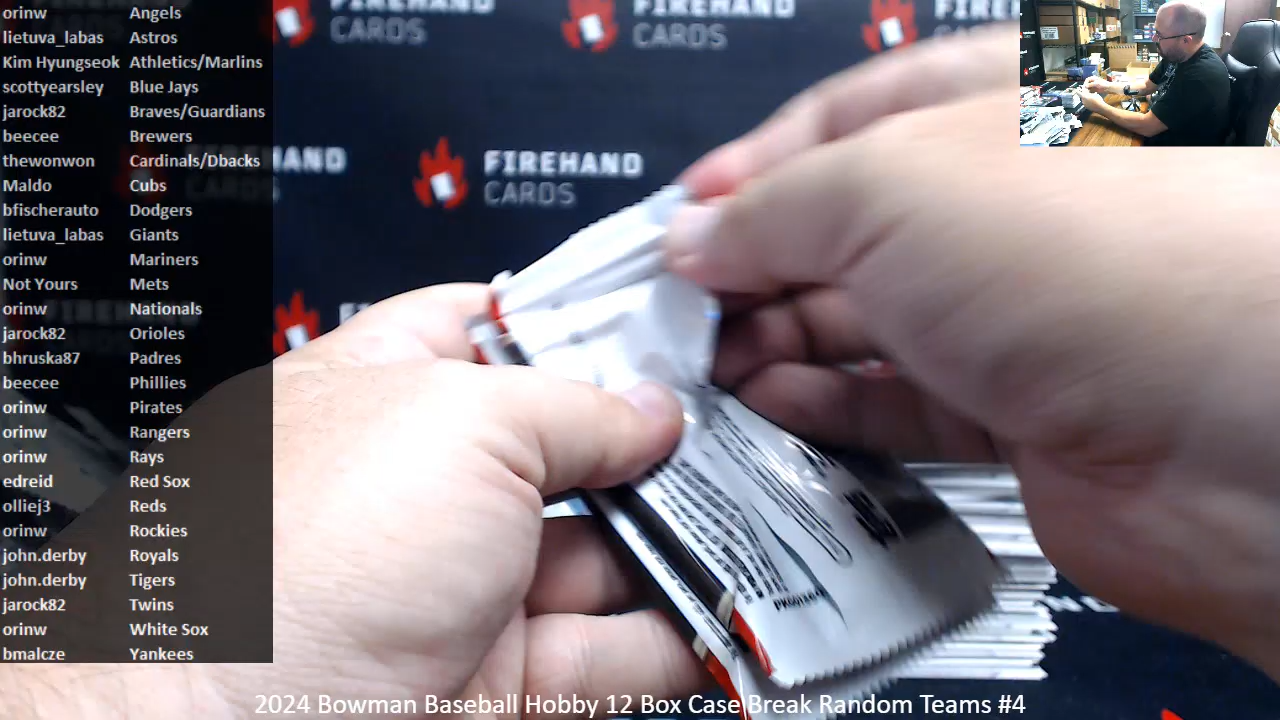 orinw Angels
lietuva_labas Astros
Kim Hyungseok Athletics/Marlins
scottyearsley Blue Jays
jarock82 Braves/Guardians
beecee Brewers
thewonwon Cardinals/Dbacks
Maldo Cubs
bfischerauto Dodgers
lietuva_labas Giants
orinw Mariners
Not Yours Mets
orinw Nationals
jarock82 Orioles
bhruska87 Padres
beecee Phillies
orinw Pirates
orinw Rangers
orinw Rays
edreid Red Sox
olliej3 Reds
orinw Rockies
john.derby Royals
john.derby Tigers
jarock82 Twins
orinw White Sox
bmalcze Yankees
FIREHAND
CARDS
FIREHAND
CARDS
FIRE
HAND
CARDS
FIREHAND
CARDS
2024 Bowman Baseball Hobby 12 Box Case Break Random Teams #4